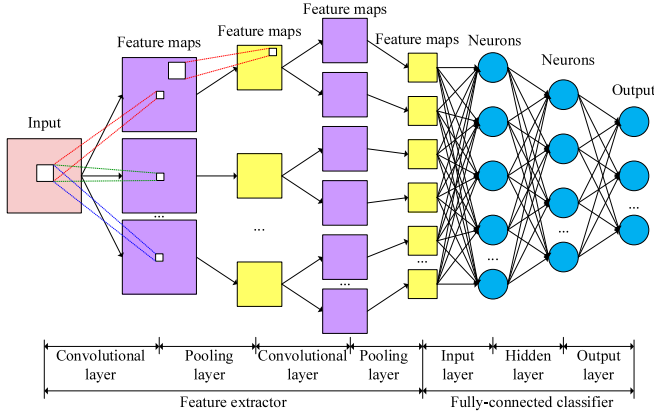 Feature maps
Feature maps
Feature maps
Feature maps
Neurons
Neurons
Output
Input
...
...
...
...
...
...
...
Convolutional layer
Pooling layer
Convolutional layer
Pooling layer
Input layer
Hidden layer
Output layer
Feature extractor
Fully-connected classifier